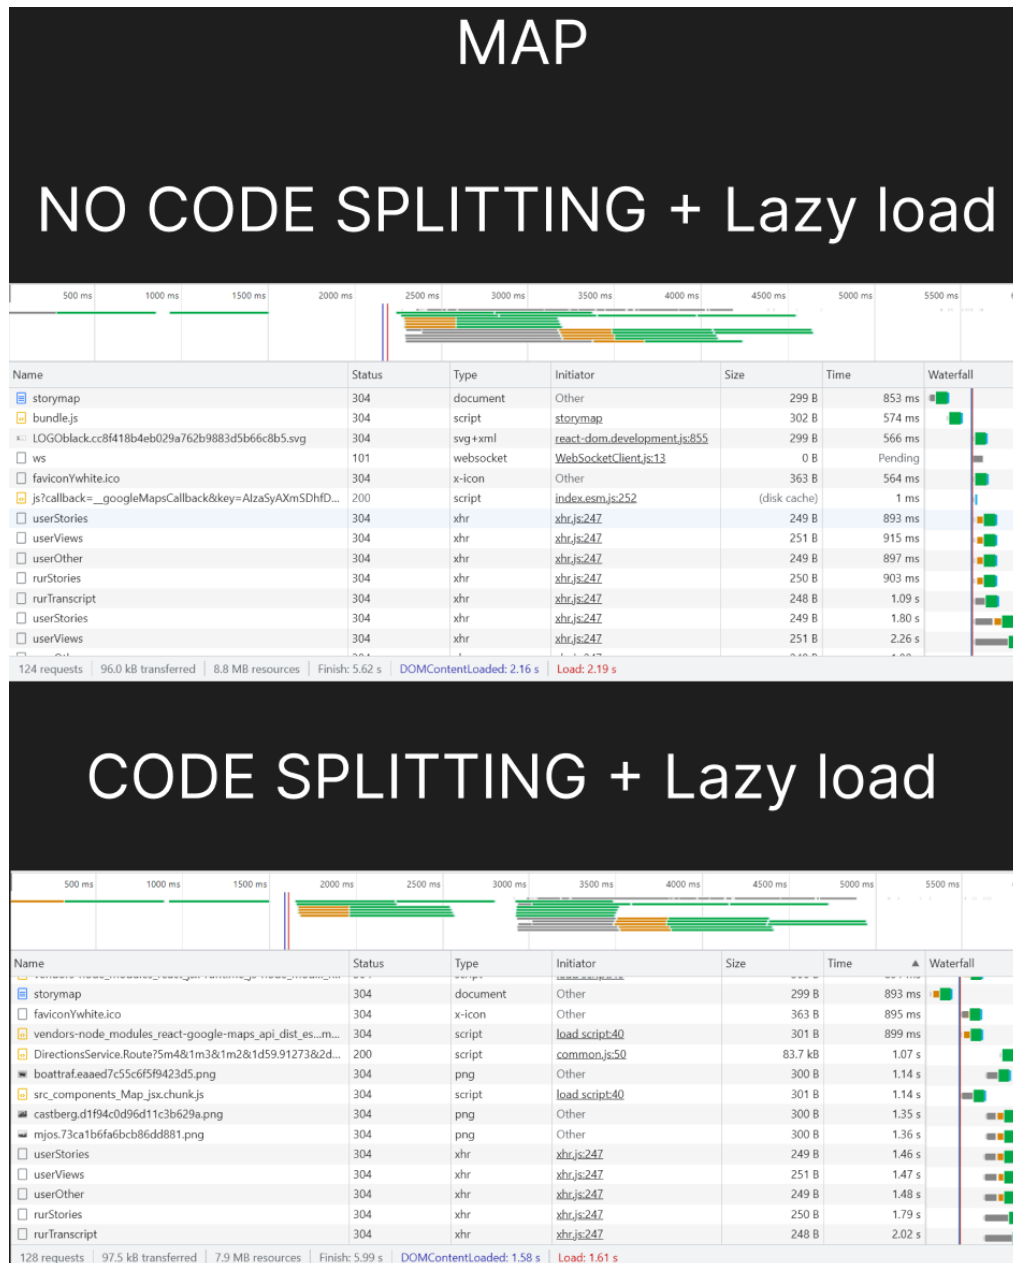 MAP
NO CODE SPLITTING + Lazy load
500 ms 1000 ms 1500 ms 2000 ms 2500 ms 3000 ms 3500 ms 4000 ms 4500 ms 5000 ms 5500 ms
Name Status Type Initiator Size Time Waterfall
storymap 304 document Other 299 B 853 ms
bundle.js 304 script storymap 302 B 574 ms
LOGOblack.cc8f418b4eb029a762b9883d5b66c8b5.svg 304 svg+xml react-dom.development.js:855 299 B 566 ms
ws 101 websocket WebSocketClient.js:13 0 B Pending
faviconYwhite.ico 304 x-icon Other 363 B 564 ms
js?callback=__googleMapsCallback&key=AIzaSyAXmSDhfD... 200 script index.esm.js:252 (disk cache) 1 ms
userStories 304 xhr xhr.js:247 249 B 893 ms
userViews 304 xhr xhr.js:247 251 B 915 ms
userOther 304 xhr xhr.js:247 249 B 897 ms
rurStories 304 xhr xhr.js:247 250 B 903 ms
rurTranscript 304 xhr xhr.js:247 248 B 1.09 s
userStories 304 xhr xhr.js:247 249 B 1.80 s
userViews 304 xhr xhr.js:247 251 B 2.26 s
124 requests 96.0 kB transferred 8.8 MB resources Finish: 5.62 s DOMContentLoaded: 2.16 s Load: 2.19 s
CODE SPLITTING + Lazy load
500 ms 1000 ms 1500 ms 2000 ms 2500 ms 3000 ms 3500 ms 4000 ms 4500 ms 5000 ms 5500 ms
Name Status Type Initiator Size Time Waterfall
storymap 304 document Other 299 B 893 ms
faviconYwhite.ico 304 x-icon Other 363 B 895 ms
vendors-node_modules_react-google-maps_api_dist_es...m... 304 script load script:40 301 B 899 ms
DirectionsService.Route?5m4&1m3&1m2&1d59.91273&2d... 200 script common.js:50 83.7 kB 1.07 s
boattraf.eaaed7c55c6f5f9423d5.png 304 png Other 300 B 1.14 s
src_components_Map_jsx.chunk.js 304 script load script:40 301 B 1.14 s
castberg.d1f94c0d96d11c3b629a.png 304 png Other 300 B 1.35 s
mjos.73ca1b6fa6bcb86dd881.png 304 png Other 300 B 1.36 s
userStories 304 xhr xhr.js:247 249 B 1.46 s
userViews 304 xhr xhr.js:247 251 B 1.47 s
userOther 304 xhr xhr.js:247 249 B 1.48 s
rurStories 304 xhr xhr.js:247 250 B 1.79 s
rurTranscript 304 xhr xhr.js:247 248 B 2.02 s
128 requests 97.5 kB transferred 7.9 MB resources Finish: 5.99 s DOMContentLoaded: 1.58 s Load: 1.61 s